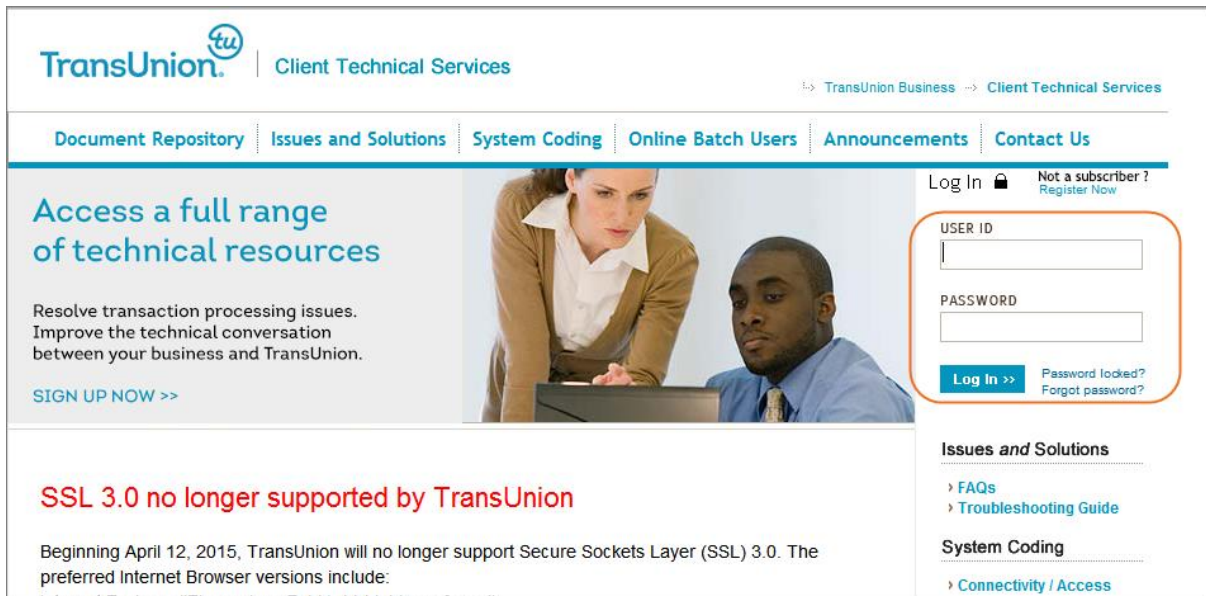 tu
TransUnion.
Client Technical Services
TransUnion Business Client Technical Services
Document Repository Issues and Solutions System Coding Online Batch Users Announcements Contact Us
Access a full range
of technical resources
Resolve transaction processing issues.
Improve the technical conversation
between your business and TransUnion.
SIGN UP NOW >>
Log In
Not a subscriber ?
Register Now
USER ID
PASSWORD
Log In >>
Password locked?
Forgot password?
SSL 3.0 no longer supported by TransUnion
Beginning April 12, 2015, TransUnion will no longer support Secure Sockets Layer (SSL) 3.0. The
preferred Internet Browser versions include:
Issues and Solutions
› FAQs
› Troubleshooting Guide
System Coding
› Connectivity / Access